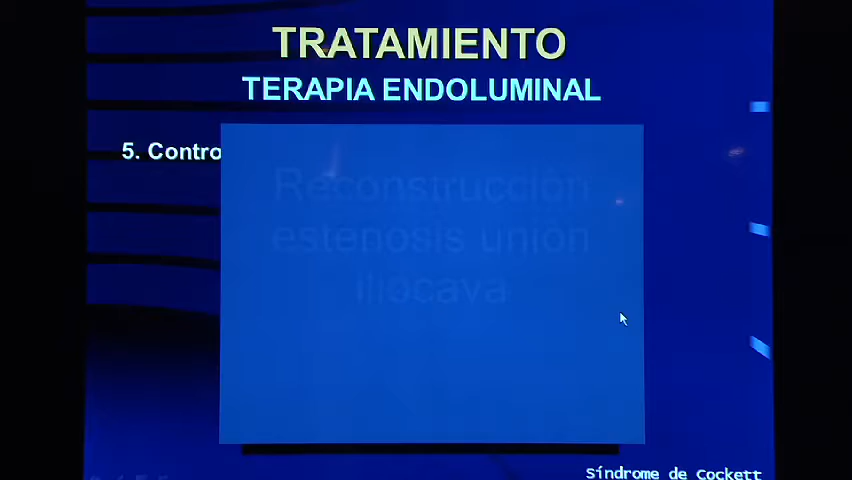 TRATAMIENTO
TERAPIA ENDOLUMINAL
5. Contro
Reconstrucción
estenosis unión
iliocava
Síndrome de Cockett